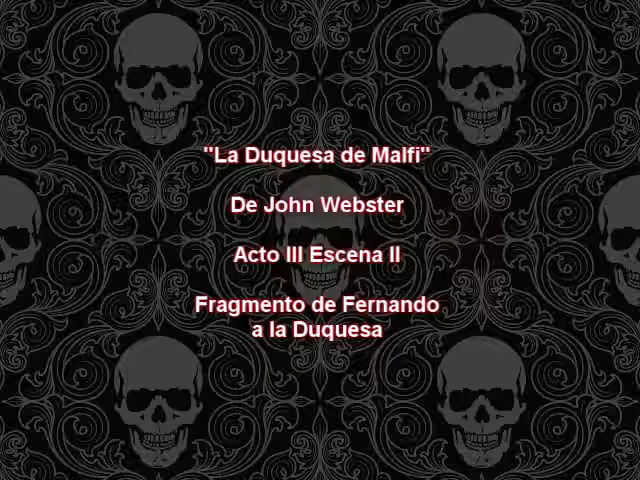 "La Duquesa de Malfi"
De John Webster
Acto III Escena II
Fragmento de Fernando
a la Duquesa